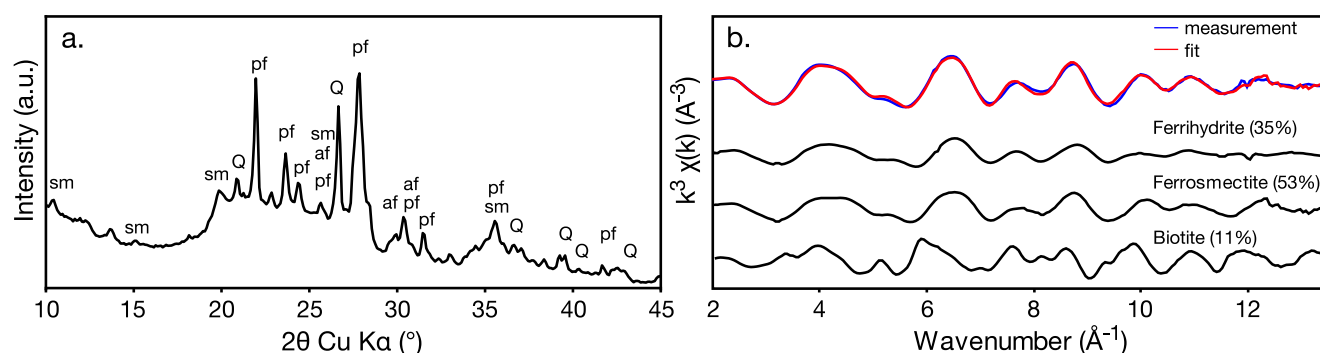 a.
pf
pf
Q
sm
af
pf
pf
pf
sm
Q
sm
sm
af
af
pf
pf
pf
sm
Q
Q
Q
pf
Q
Intensity (a.u.)
10 15 20 25 30 35 40 45
2θ Cu Kα (°)
b.
measurement
fit
Ferrihydrite (35%)
Ferrosmectite (53%)
Biotite (11%)
k³ χ(k) (A⁻³)
2 4 6 8 10 12
Wavenumber (Å⁻¹)